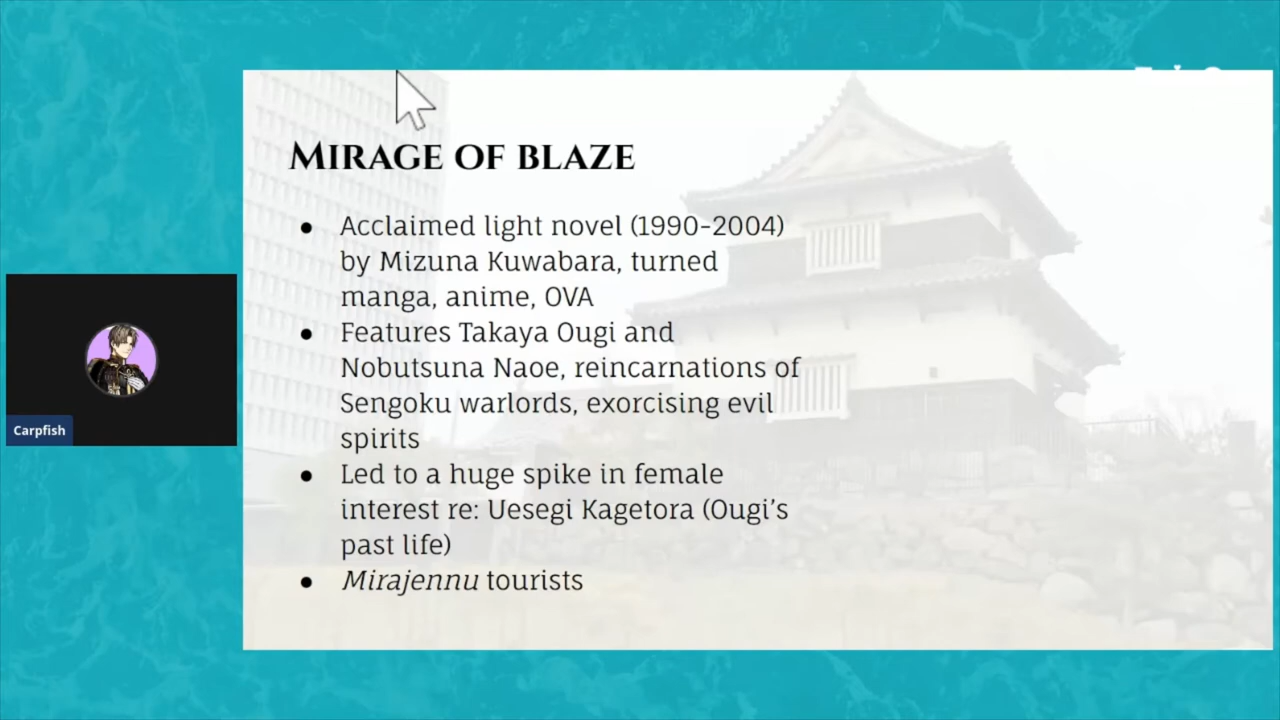 MIRAGE OF BLAZE
● Acclaimed light novel (1990-2004)
by Mizuna Kuwabara, turned
manga, anime, OVA
● Features Takaya Ougi and
Nobutsuna Naoe, reincarnations of
Sengoku warlords, exorcising evil
spirits
● Led to a huge spike in female
interest re: Uesegi Kagetora (Ougi's
past life)
● Mirajennu tourists
Carpfish